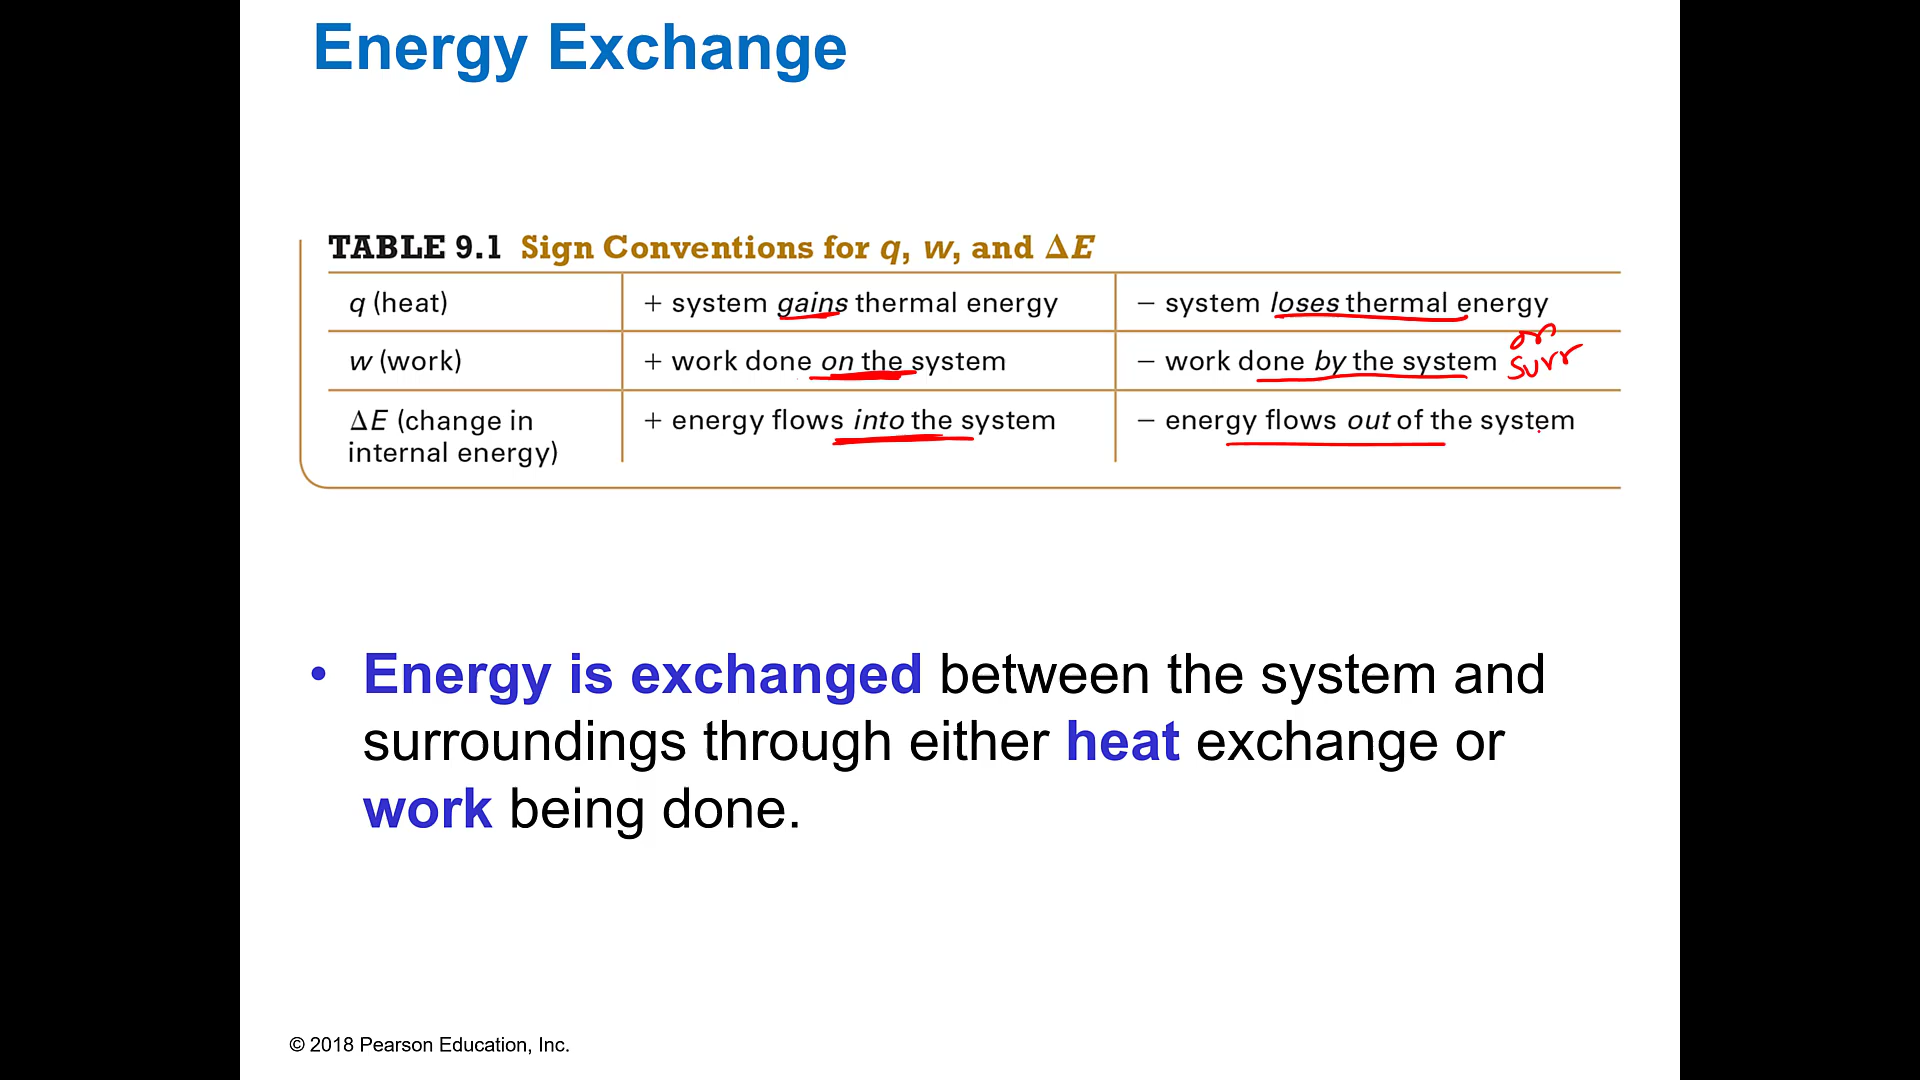 Energy Exchange
TABLE 9.1 Sign Conventions for q, w, and ΔE
q (heat) + system gains thermal energy − system loses thermal energy
on
w (work) + work done on the system − work done by the system surr
ΔE (change in + energy flows into the system − energy flows out of the system
internal energy)
• Energy is exchanged between the system and
surroundings through either heat exchange or
work being done.
© 2018 Pearson Education, Inc.